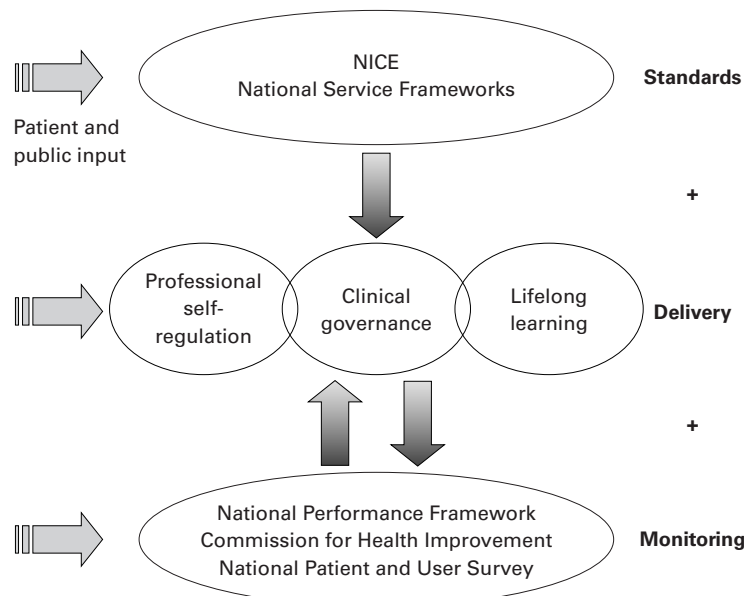 NICE
National Service Frameworks
Standards
Patient and
public input
+
Professional
self-
regulation
Clinical
governance
Lifelong
learning
Delivery
+
National Performance Framework
Commission for Health Improvement
National Patient and User Survey
Monitoring